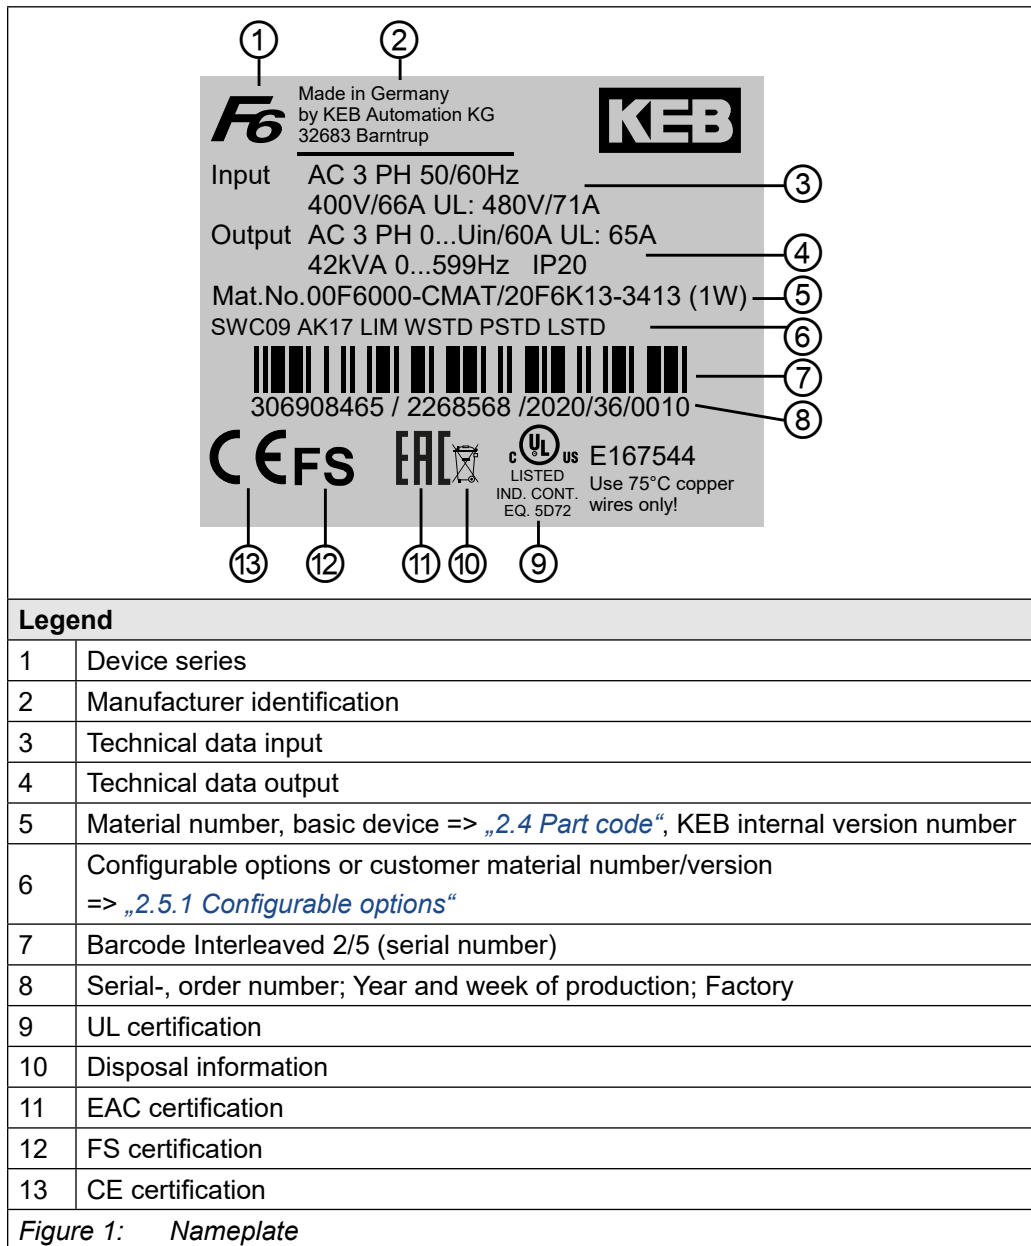 1 2
F6
Made in Germany
by KEB Automation KG
32683 Barntrup
KEB
Input AC 3 PH 50/60Hz
3
400V/66A UL: 480V/71A
Output AC 3 PH 0...Uin/60A UL: 65A
4
42kVA 0...599Hz IP20
Mat.No.00F6000-CMAT/20F6K13-3413 (1W)
5
SWC09 AK17 LIM WSTD PSTD LSTD
6
7
306908465 / 2268568 /2020/36/0010
8
CE FS EAC
c UL us
LISTED
IND. CONT.
EQ. 5D72
E167544
Use 75°C copper
wires only!
13 12 11 10 9
Legend
1 Device series
2 Manufacturer identification
3 Technical data input
4 Technical data output
5 Material number, basic device => „2.4 Part code“, KEB internal version number
6 Configurable options or customer material number/version
=> „2.5.1 Configurable options“
7 Barcode Interleaved 2/5 (serial number)
8 Serial-, order number; Year and week of production; Factory
9 UL certification
10 Disposal information
11 EAC certification
12 FS certification
13 CE certification
Figure 1: Nameplate